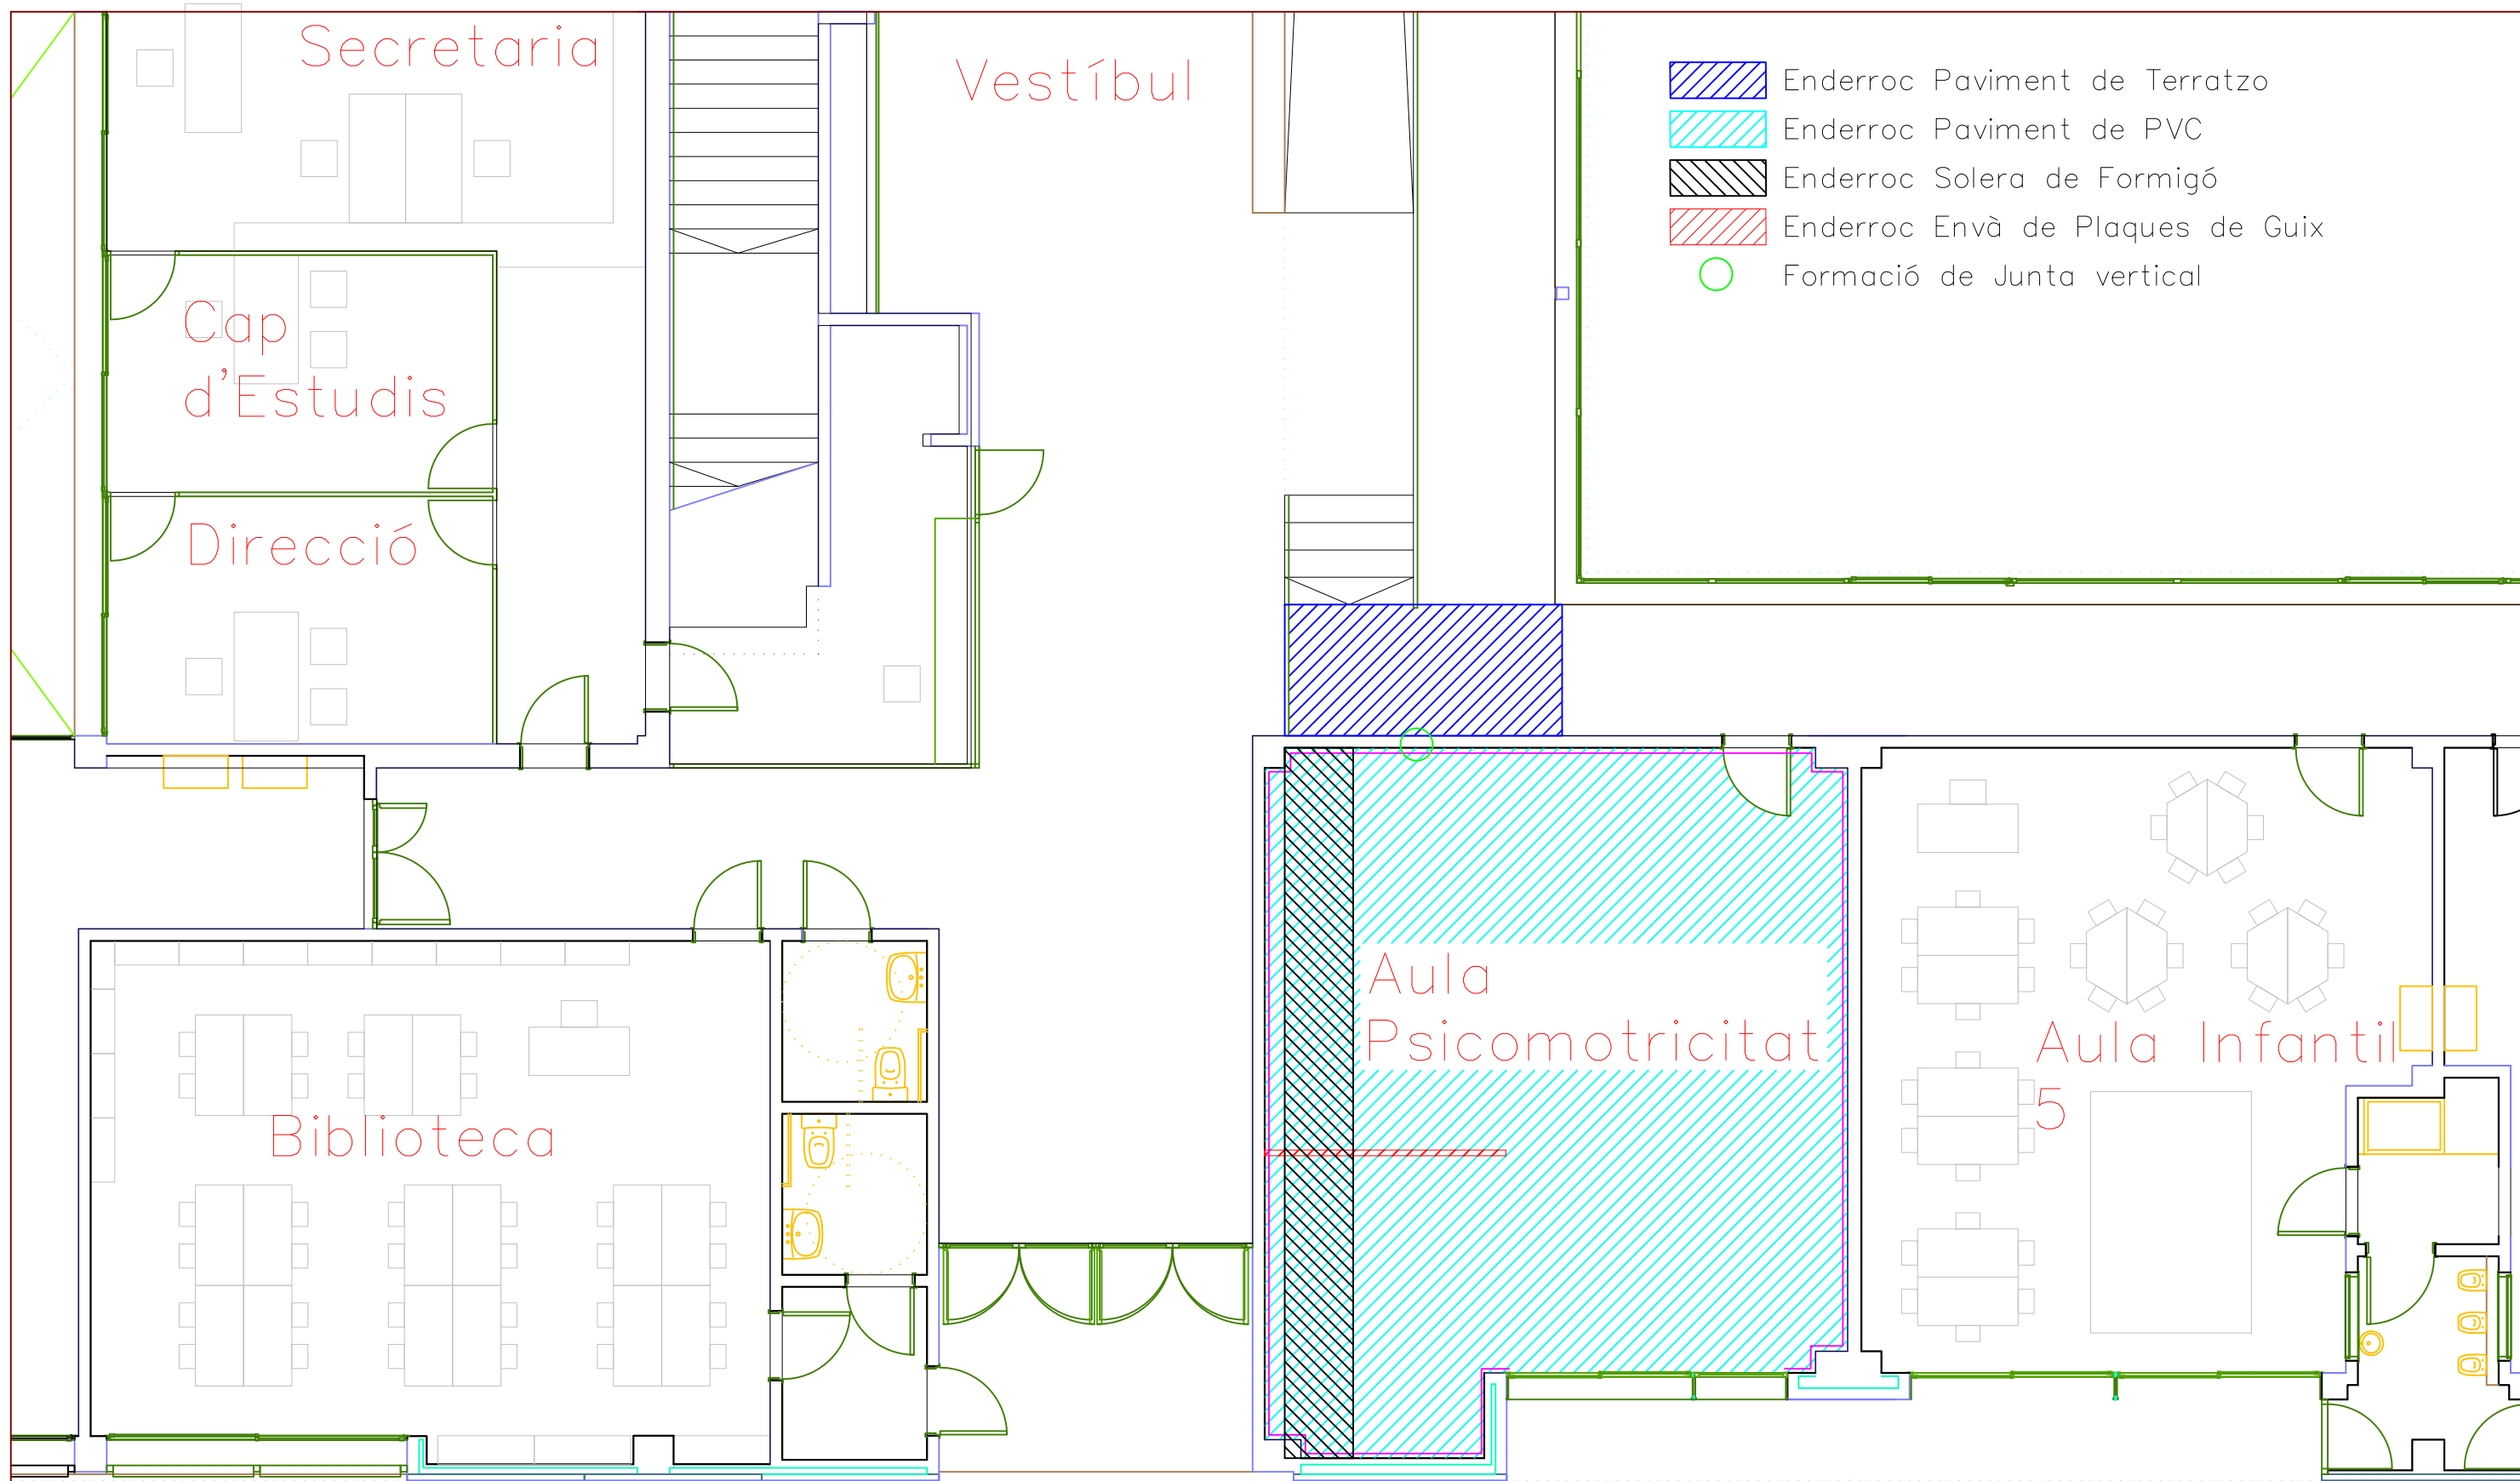 Secretaria
Vestíbul
Enderroc Paviment de Terratzo
Enderroc Paviment de PVC
Enderroc Solera de Formigó
Enderroc Envà de Plaques de Guix
Formació de Junta vertical
Cap
d'Estudis
Direcció
Aula
Psicomotricitat
Aula Infantil
5
Biblioteca